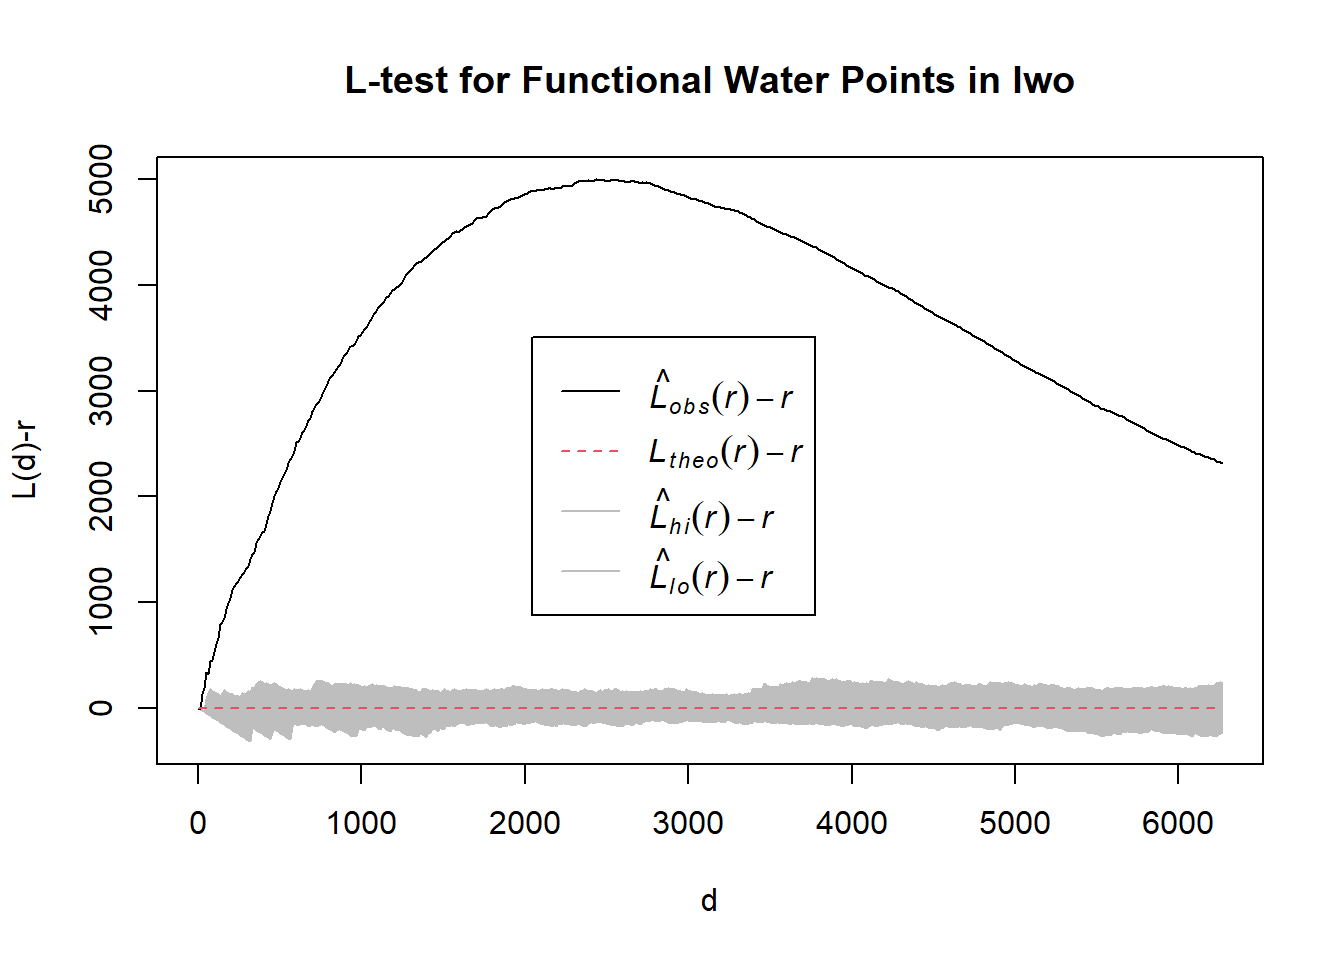 L-test for Functional Water Points in Iwo
L(d)-r
5000
4000
3000
2000
1000
0
L̂obs(r) − r
Ltheo(r) − r
L̂hi(r) − r
L̂lo(r) − r
0 1000 2000 3000 4000 5000 6000
d